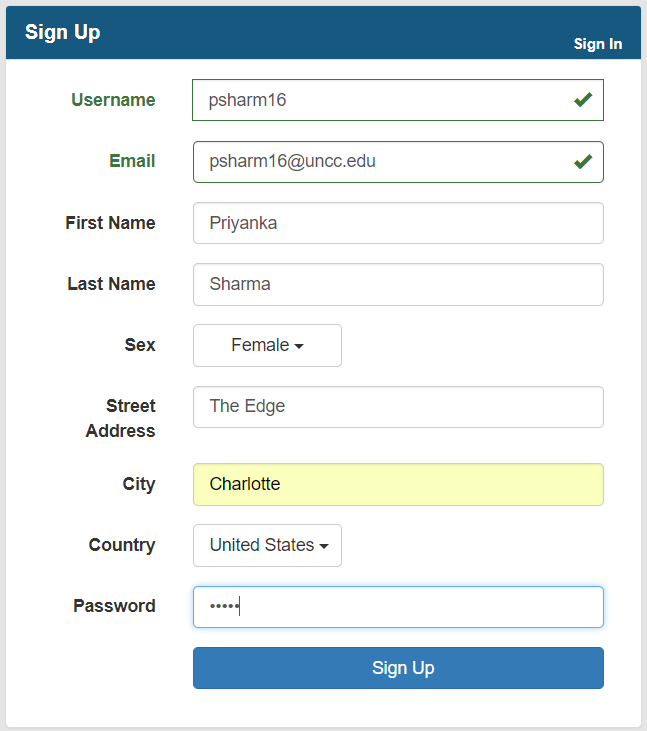 Sign Up
Sign In
Username psharm16
Email psharm16@uncc.edu
First Name Priyanka
Last Name Sharma
Sex Female
Street Address The Edge
City Charlotte
Country United States
Password •••••
Sign Up